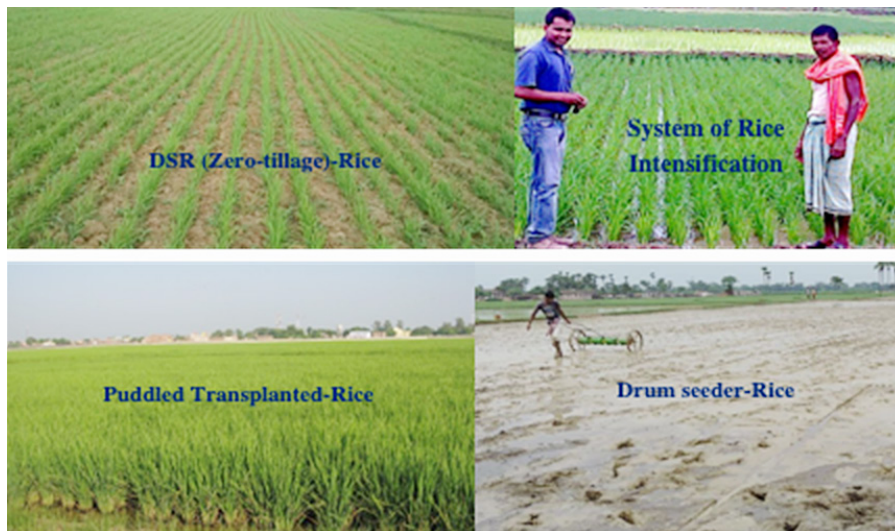 DSR (Zero-tillage)-Rice
System of Rice
Intensification
Puddled Transplanted-Rice
Drum seeder-Rice